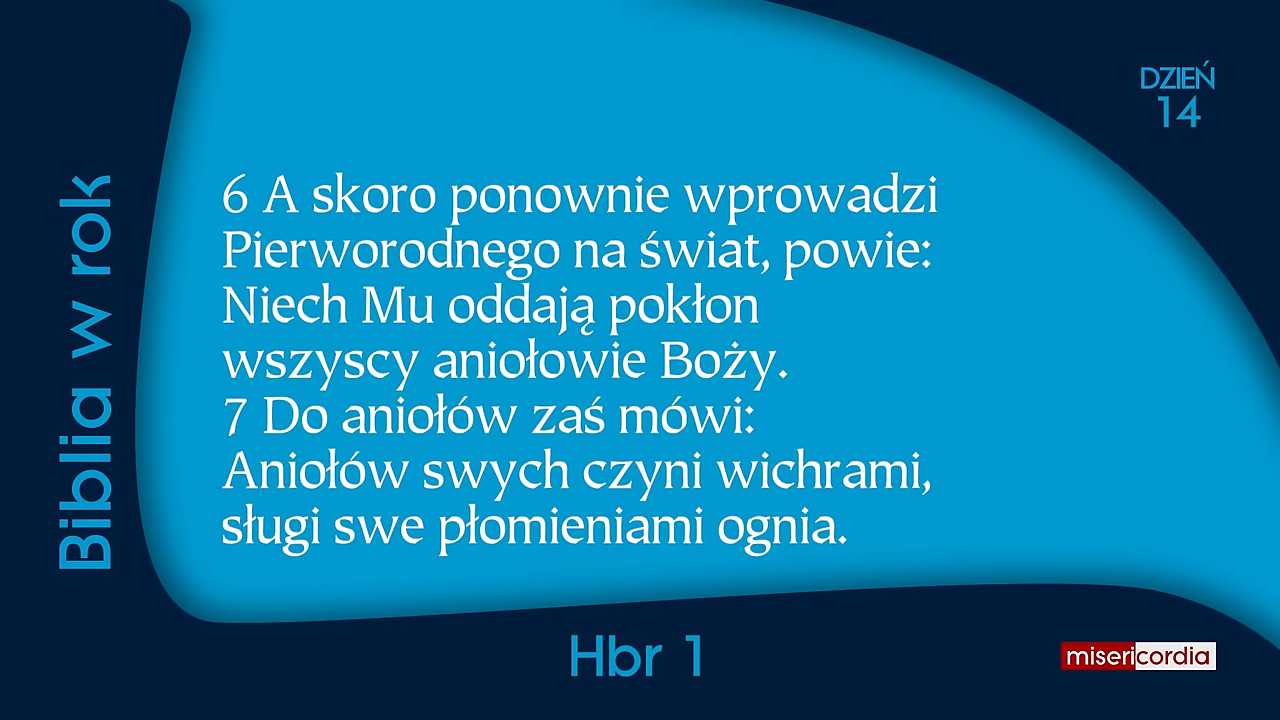 DZIEŃ
14
Biblia w rok
6 A skoro ponownie wprowadzi
Pierworodnego na świat, powie:
Niech Mu oddają pokłon
wszyscy aniołowie Boży.
7 Do aniołów zaś mówi:
Aniołów swych czyni wichrami,
sługi swe płomieniami ognia.
Hbr 1
misericordia